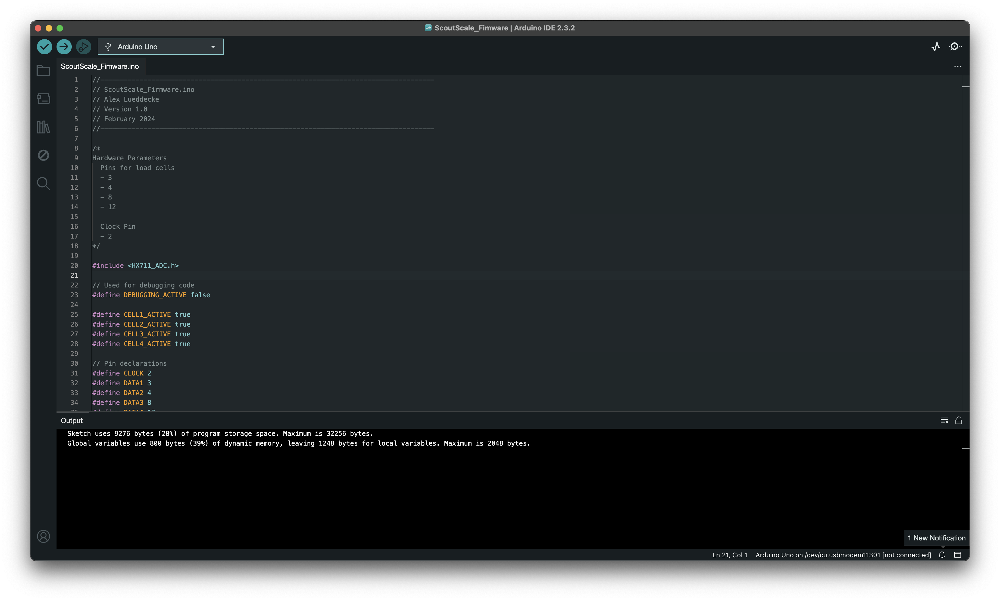 ScoutScale_Fimware | Arduino IDE 2.3.2
Arduino Uno
ScoutScale_Fimware.ino
1 //-------------------------------------------------------------------------------------
2 // ScoutScale_Firmware.ino
3 // Alex Lueddecke
4 // Version 1.0
5 // February 2024
6 //-------------------------------------------------------------------------------------
7
8 /*
9 Hardware Parameters
10 Pins for load cells
11 - 3
12 - 4
13 - 8
14 - 12
15
16 Clock Pin
17 - 2
18 */
19
20 #include <HX711_ADC.h>
21
22 // Used for debugging code
23 #define DEBUGGING_ACTIVE false
24
25 #define CELL1_ACTIVE true
26 #define CELL2_ACTIVE true
27 #define CELL3_ACTIVE true
28 #define CELL4_ACTIVE true
29
30 // Pin declarations
31 #define CLOCK 2
32 #define DATA1 3
33 #define DATA2 4
34 #define DATA3 8
35 #define DATA4 12
Output
Sketch uses 9276 bytes (28%) of program storage space. Maximum is 32256 bytes.
Global variables use 800 bytes (39%) of dynamic memory, leaving 1248 bytes for local variables. Maximum is 2048 bytes.
1 New Notification
Ln 21, Col 1 Arduino Uno on /dev/cu.usbmodem11301 [not connected]